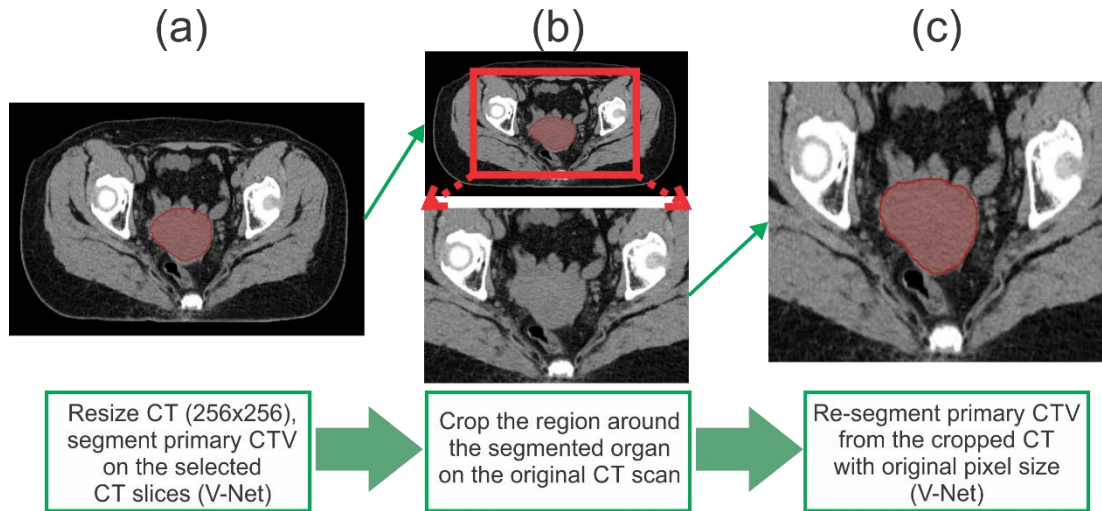 (a)
(b)
(c)
Resize CT (256x256),
segment primary CTV
on the selected
CT slices (V-Net)
Crop the region around
the segmented organ
on the original CT scan
Re-segment primary CTV
from the cropped CT
with original pixel size
(V-Net)